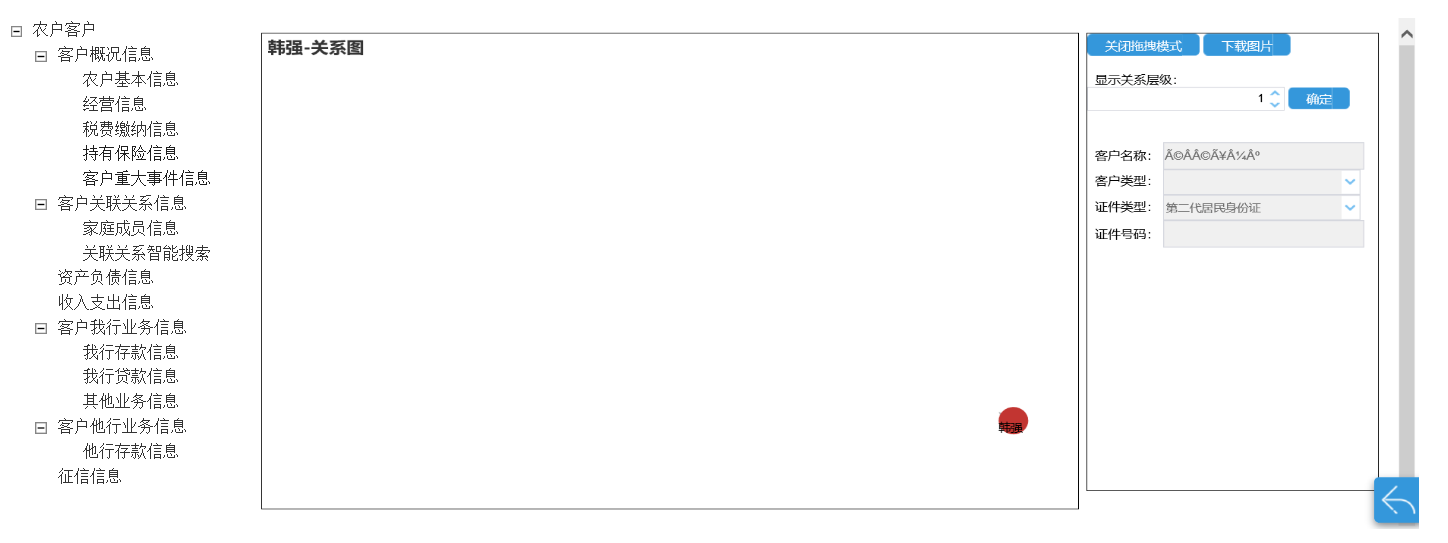 农户客户
客户概况信息
农户基本信息
经营信息
税费缴纳信息
持有保险信息
客户重大事件信息
客户关联关系信息
家庭成员信息
关联关系智能搜索
资产负债信息
收入支出信息
客户我行业务信息
我行存款信息
我行贷款信息
其他业务信息
客户他行业务信息
他行存款信息
征信信息
韩强-关系图
韩强
关闭拖拽模式 下载图片
显示关系层级:
1 确定
客户名称: Ã©ÂÂ©Ã¥Â¼Âº
客户类型:
证件类型: 第二代居民身份证
证件号码: